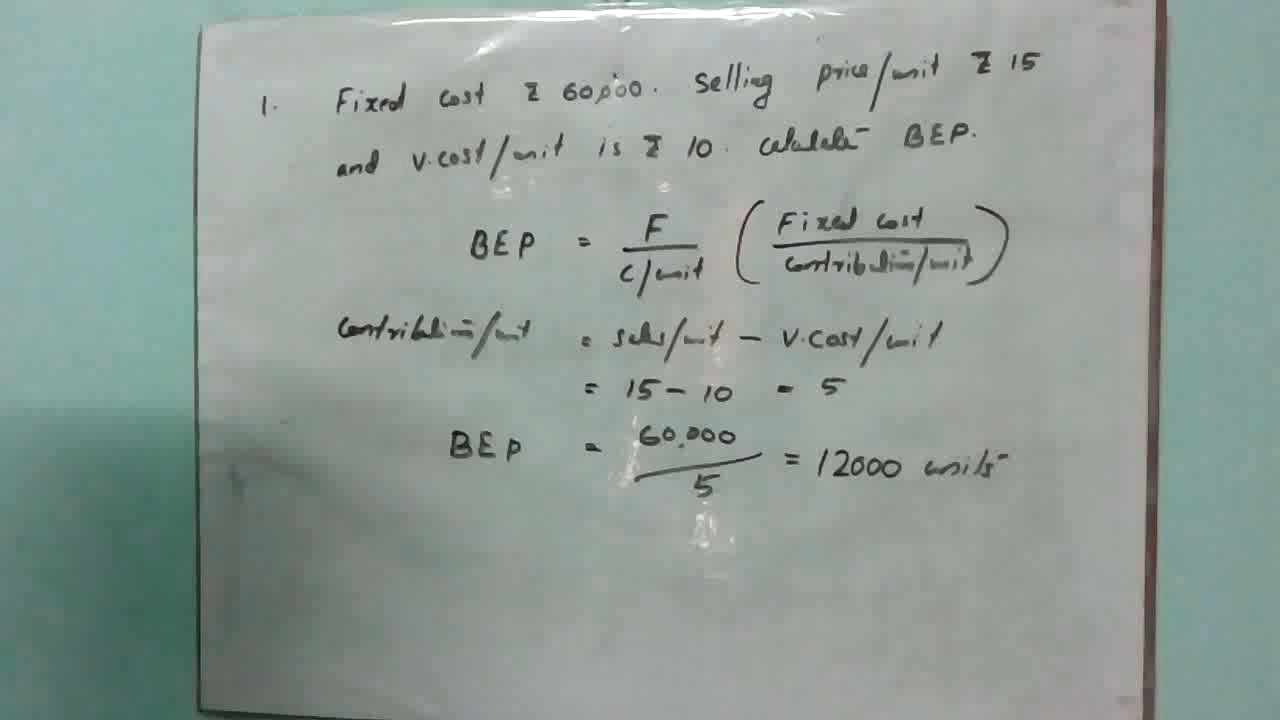 1. Fixed cost ₹ 60,000. Selling price/unit ₹ 15
and v.cost/unit is ₹ 10. calculate BEP.
BEP = F / C/unit ( Fixed cost / contribution/unit )
Contribution/unit = sales/unit - v.cost/unit
= 15 - 10 = 5
BEP = 60,000 / 5 = 12000 units